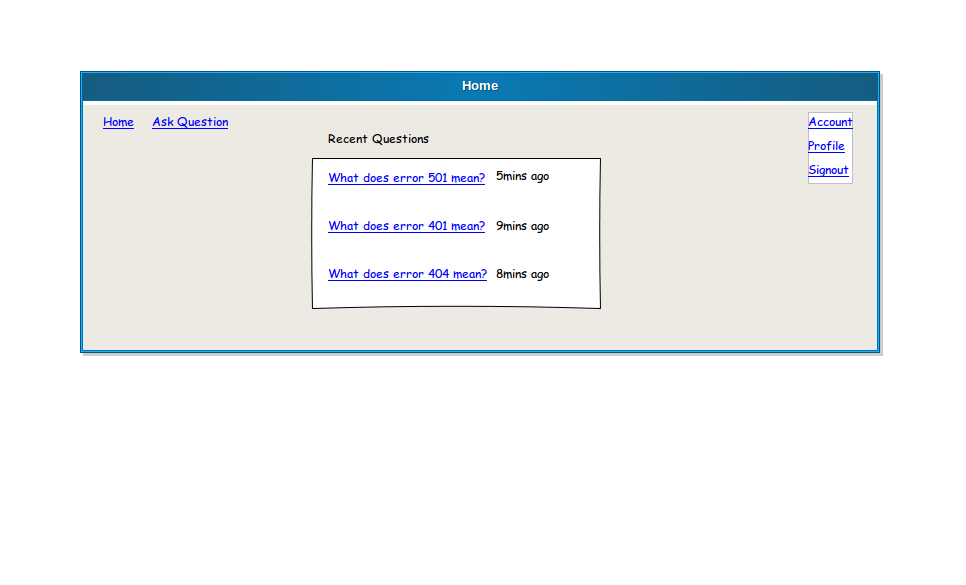 Home
Home Ask Question
Account
Recent Questions
Profile
What does error 501 mean? 5mins ago
Signout
What does error 401 mean? 9mins ago
What does error 404 mean? 8mins ago